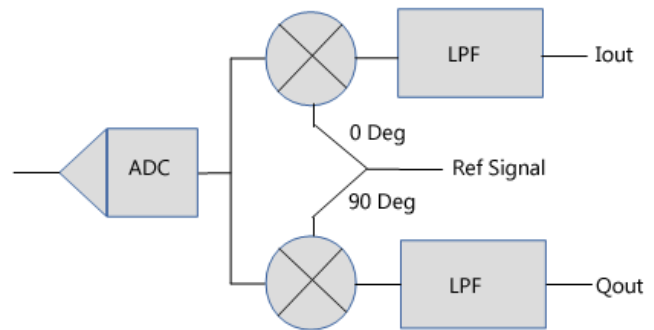 LPF
Iout
0 Deg
ADC
Ref Signal
90 Deg
LPF
Qout